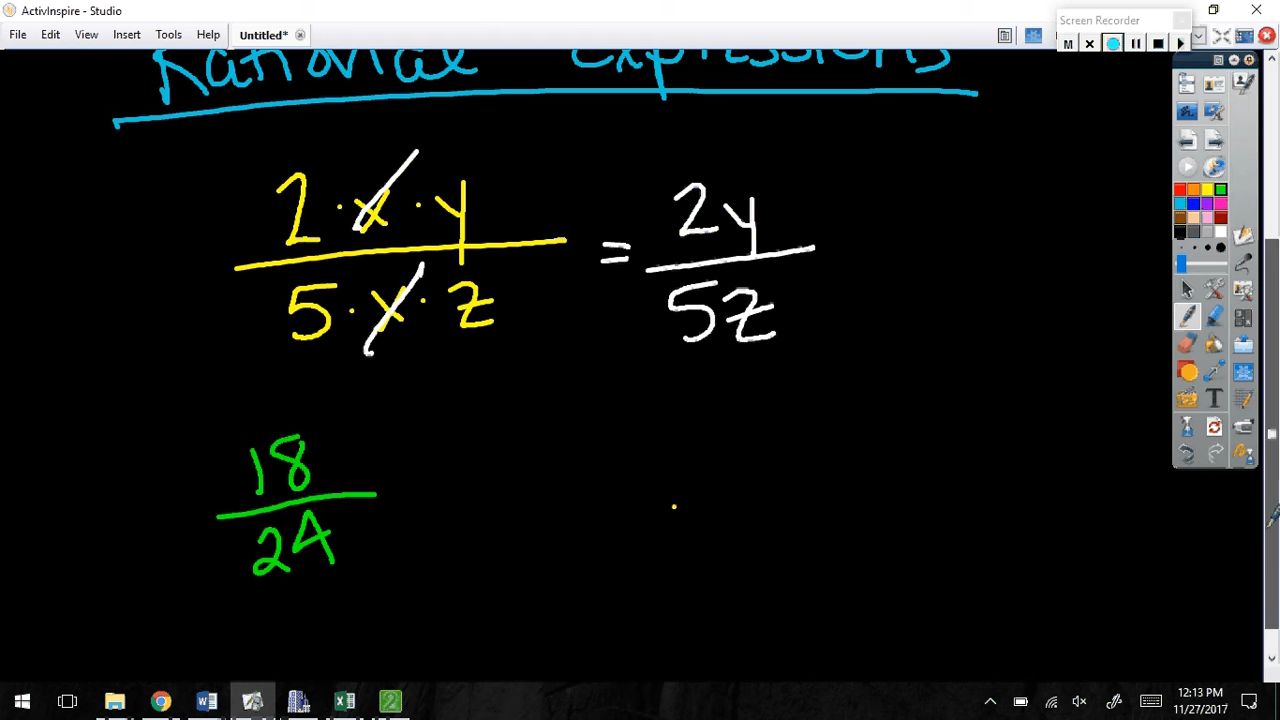 ActivInspire - Studio
File Edit View Insert Tools Help Untitled*
Screen Recorder
M
Rational Expressions
2 · x · y
5 · x · z
=
2y
5z
18
24
T
12:13 PM
11/27/2017